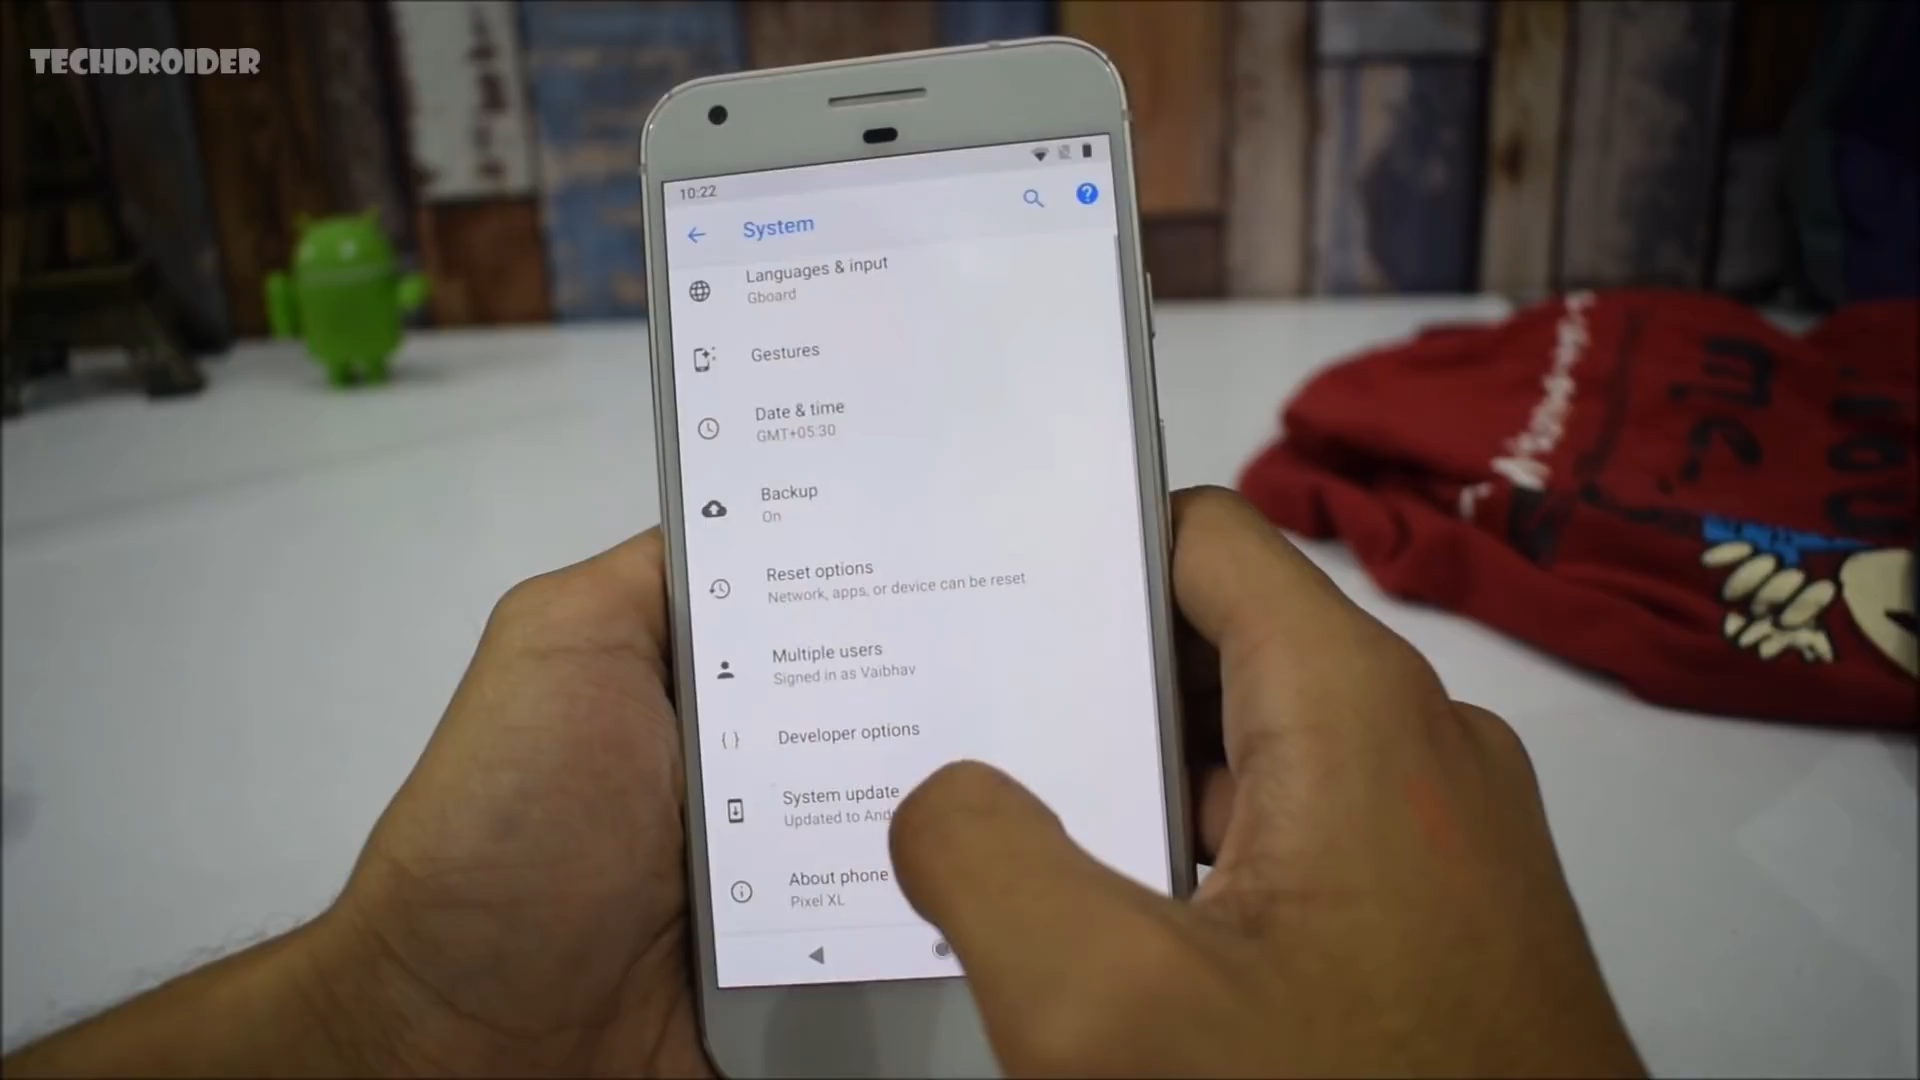 TECHDROIDER
10:22
System
Languages & input
Gboard
Gestures
Date & time
GMT+05:30
Backup
On
Reset options
Network, apps, or device can be reset
Multiple users
Signed in as Vaibhav
Developer options
System update
Updated to
About phone
Pixel XL